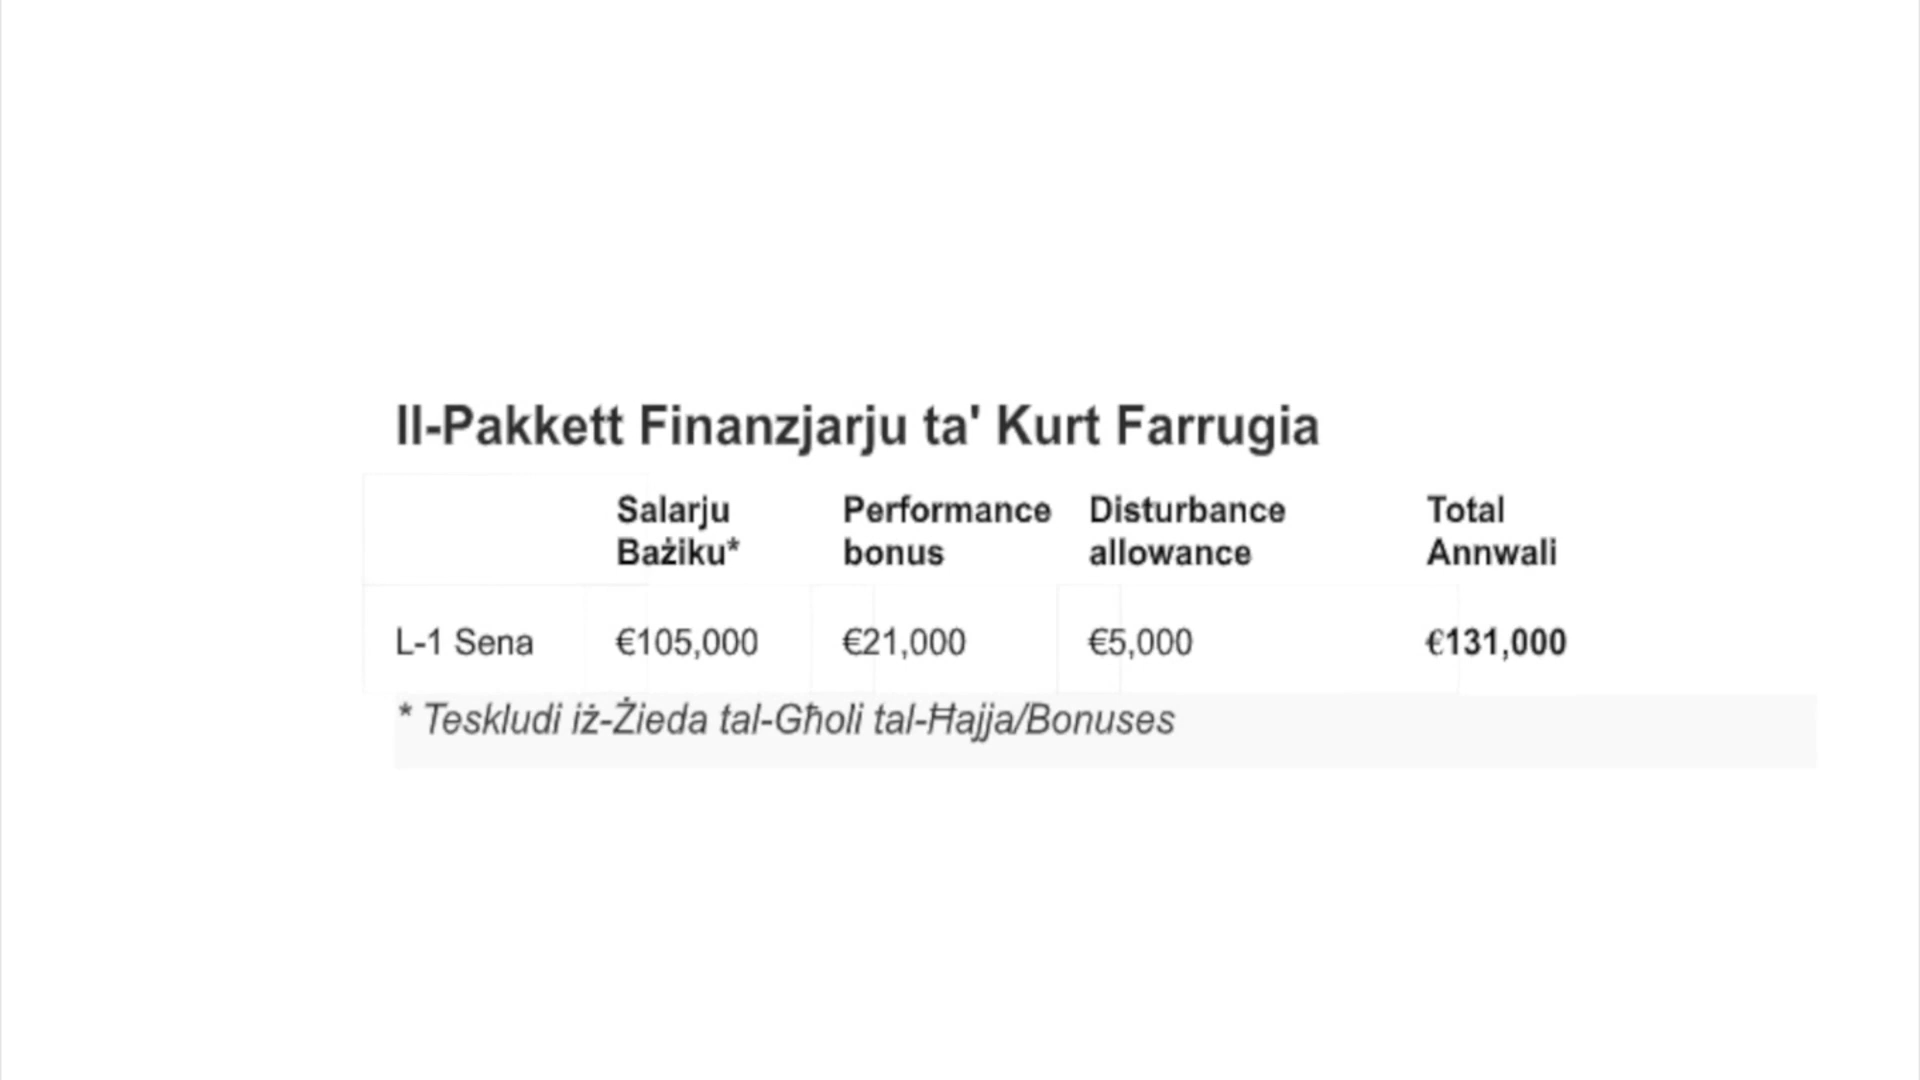 Il-Pakkett Finanzjarju ta' Kurt Farrugia
Salarju Bażiku* Performance bonus Disturbance allowance Total Annwali
L-1 Sena €105,000 €21,000 €5,000 €131,000
* Teskludi iż-Żieda tal-Għoli tal-Ħajja/Bonuses